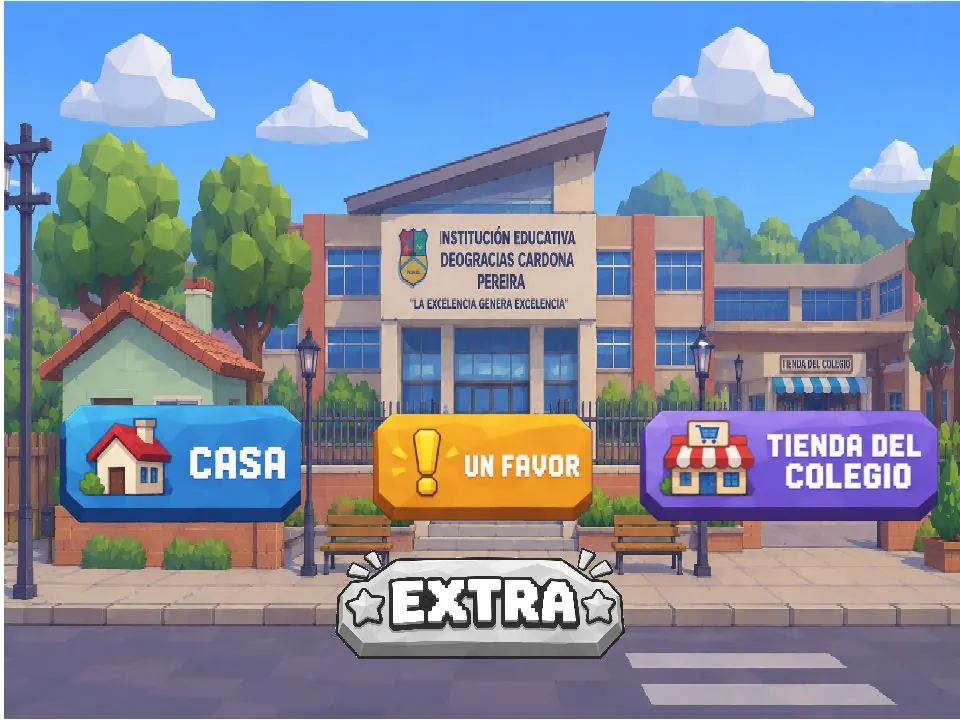 INSTITUCIÓN EDUCATIVA
DEOGRACIAS CARDONA
PEREIRA
"LA EXCELENCIA GENERA EXCELENCIA"
TIENDA DEL COLEGIO
CASA
UN FAVOR
TIENDA DEL
COLEGIO
EXTRA